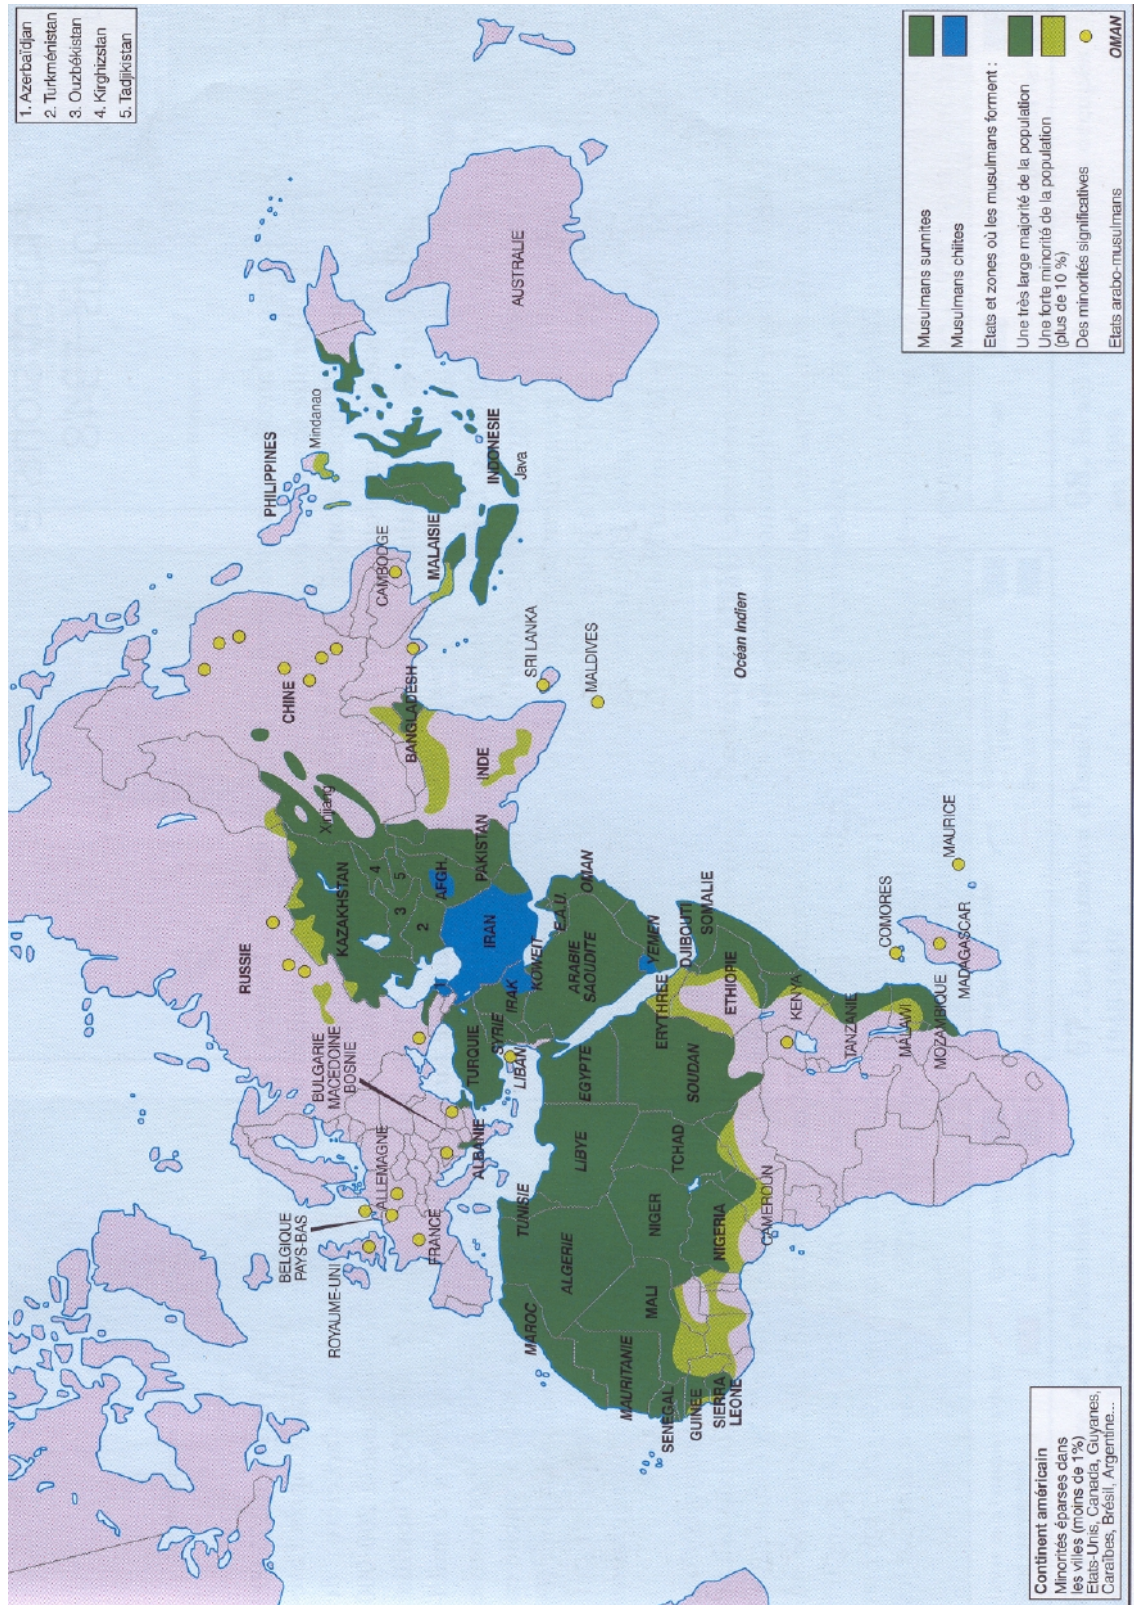 1. Azerbaïdjan
2. Turkménistan
3. Ouzbékistan
4. Kirghizstan
5. Tadjikistan
Musulmans sunnites
Musulmans chiites
Etats et zones où les musulmans forment :
Une très large majorité de la population
Une forte minorité de la population
(plus de 10 %)
Des minorités significatives
Etats arabo-musulmans
OMAN
Continent américain
Minorités éparses dans
les villes (moins de 1%)
Etats-Unis, Canada, Guyanes,
Caraïbes, Brésil, Argentine...
ROYAUME-UNI
BELGIQUE
PAYS-BAS
ALLEMAGNE
FRANCE
BULGARIE
MACEDOINE
BOSNIE
ALBANIE
RUSSIE
KAZAKHSTAN
Xinjiang
CHINE
1
2
3
4
5
TURQUIE
SYRIE
LIBAN
IRAK
IRAN
AFGH.
PAKISTAN
KOWEIT
ARABIE
SAOUDITE
E.A.U.
OMAN
YEMEN
INDE
BANGLADESH
SRI LANKA
MALDIVES
CAMBODGE
MALAISIE
PHILIPPINES
Mindanao
INDONESIE
Java
AUSTRALIE
Océan Indien
MAROC
ALGERIE
TUNISIE
LIBYE
EGYPTE
MAURITANIE
MALI
NIGER
TCHAD
SOUDAN
ERYTHREE
DJIBOUTI
SOMALIE
ETHIOPIE
SENEGAL
GUINEE
SIERRA
LEONE
NIGERIA
CAMEROUN
KENYA
TANZANIE
MALAWI
MOZAMBIQUE
COMORES
MADAGASCAR
MAURICE